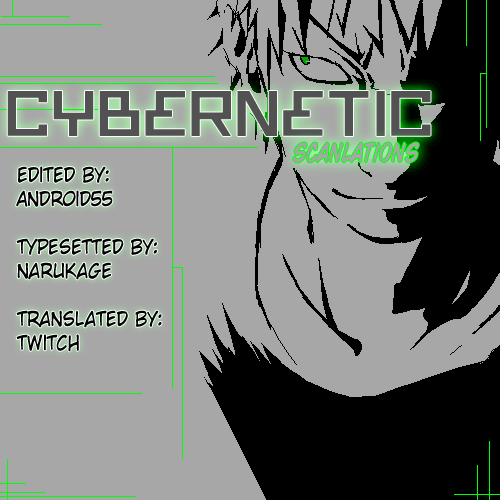 CYBERNETIC
SCANLATIONS
EDITED BY:
ANDROID55
TYPESETTED BY:
NARUKAGE
TRANSLATED BY:
TWITCH